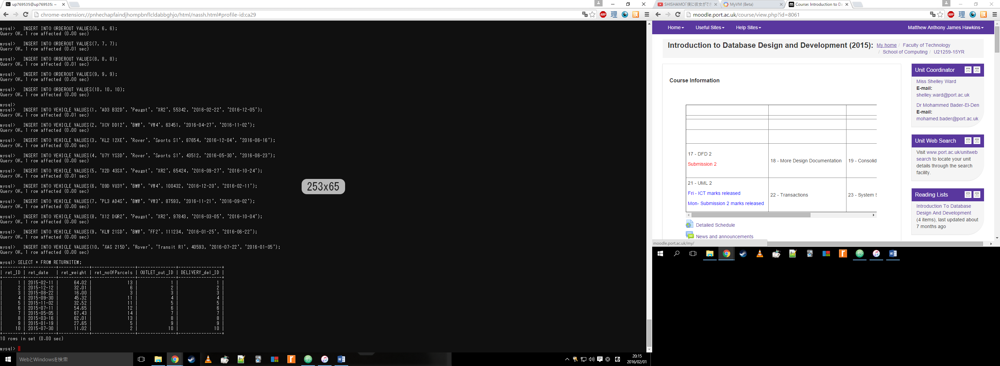 up769535@up769535: ~
chrome-extension://pnhechapfaindjhompbnflcldabbghjo/html/nassh.html#profile-id:ca29
mysql>   INSERT INTO ORDEROUT VALUES(6, 6, 6);
Query OK, 1 row affected (0.00 sec)
mysql>   INSERT INTO ORDEROUT VALUES(7, 7, 7);
Query OK, 1 row affected (0.01 sec)
mysql>   INSERT INTO ORDEROUT VALUES(8, 8, 8);
Query OK, 1 row affected (0.01 sec)
mysql>   INSERT INTO ORDEROUT VALUES(9, 9, 9);
Query OK, 1 row affected (0.00 sec)
mysql>   INSERT INTO ORDEROUT VALUES(10, 10, 10);
Query OK, 1 row affected (0.00 sec)
mysql>
mysql>   INSERT INTO VEHICLE VALUES(1, 'AD3 B32D', 'Peugot', 'XR2', 55342, '2016-02-22', '2016-12-05');
Query OK, 1 row affected (0.01 sec)
mysql>   INSERT INTO VEHICLE VALUES(2, 'XCV DD12', 'BMW', 'VW4', 63451, '2016-04-27', '2016-11-02');
Query OK, 1 row affected (0.00 sec)
mysql>   INSERT INTO VEHICLE VALUES(3, 'KL2 12XE', 'Rover', 'Sports S1', 87654, '2016-12-04', '2016-06-16');
Query OK, 1 row affected (0.00 sec)
mysql>   INSERT INTO VEHICLE VALUES(4, 'U7Y YS3D', 'Rover', 'Sports S1', 43512, '2016-05-30', '2016-06-23');
Query OK, 1 row affected (0.00 sec)
mysql>   INSERT INTO VEHICLE VALUES(5, 'X2D 43SX', 'Peugot', 'XR2', 65424, '2016-09-27', '2016-10-24');
Query OK, 1 row affected (0.01 sec)
mysql>   INSERT INTO VEHICLE VALUES(6, 'O9D VU3Y', 'BMW', 'VW4', 100432, '2016-12-20', '2016-02-11');
Query OK, 1 row affected (0.00 sec)
mysql>   INSERT INTO VEHICLE VALUES(7, 'PL3 AD4S', 'BMW', 'VW3', 87593, '2016-11-21', '2016-09-02');
Query OK, 1 row affected (0.00 sec)
mysql>   INSERT INTO VEHICLE VALUES(8, 'X12 DQR2', 'Peugot', 'XR2', 97843, '2016-03-05', '2016-10-04');
Query OK, 1 row affected (0.00 sec)
mysql>   INSERT INTO VEHICLE VALUES(9, 'KLW 21SD', 'BMW', 'FF2', 111234, '2016-01-25', '2016-06-22');
Query OK, 1 row affected (0.00 sec)
mysql>   INSERT INTO VEHICLE VALUES(10, 'XAS 215D', 'Rover', 'Transit R1', 40593, '2016-07-22', '2016-01-05');
Query OK, 1 row affected (0.00 sec)
mysql> SELECT * FROM RETURNITEM;
| ret_ID | ret_date | ret_weight | ret_noOfParcels | OUTLET_out_ID | DELIVERY_del_ID |
| 1 | 2015-02-11 | 64.02 | 13 | 1 | 1 |
| 2 | 2015-12-12 | 32.01 | 6 | 2 | 2 |
| 3 | 2015-08-22 | 16.00 | 3 | 3 | 3 |
| 4 | 2015-09-30 | 45.32 | 11 | 4 | 4 |
| 5 | 2015-11-02 | 32.52 | 11 | 5 | 5 |
| 6 | 2015-07-11 | 54.65 | 12 | 6 | 6 |
| 7 | 2015-05-05 | 67.43 | 14 | 7 | 7 |
| 8 | 2015-03-16 | 62.01 | 13 | 8 | 8 |
| 9 | 2015-01-19 | 27.65 | 5 | 9 | 9 |
| 10 | 2015-07-30 | 11.02 | 2 | 10 | 10 |
10 rows in set (0.00 sec)
mysql>
253x65
WebとWindowsを検索
20:15
2016/02/01
SHISHAMO「僕に彼女ができ
MyVM (Beta)
Course: Introduction to Da
moodle.port.ac.uk/course/view.php?id=8061
Home Useful Sites Help Sites Matthew Anthony James Hawkins
Introduction to Database Design and Development (2015):
My home / Faculty of Technology
/ School of Computing / U21259-15YR
Course Information
17 - DFD 2
Submission 2
18 - More Design Documentation
19 - Consolid
21 - UML 2
Fri - ICT marks released
Mon- Submission 2 marks released
22 - Transactions
23 - System S
Detailed Schedule
News and announcements
moodle.port.ac.uk/my/
Unit Coordinator
Miss Shelley Ward
E-mail:
shelley.ward@port.ac.uk
Dr Mohammed Bader-El-Den
E-mail:
mohamed.bader@port.ac.uk
Unit Web Search
Visit www.port.ac.uk/unitweb
search to locate your unit
details through the search
facility.
Reading Lists
Introduction To Database
Design And Development
(4 items), last updated about
7 months ago